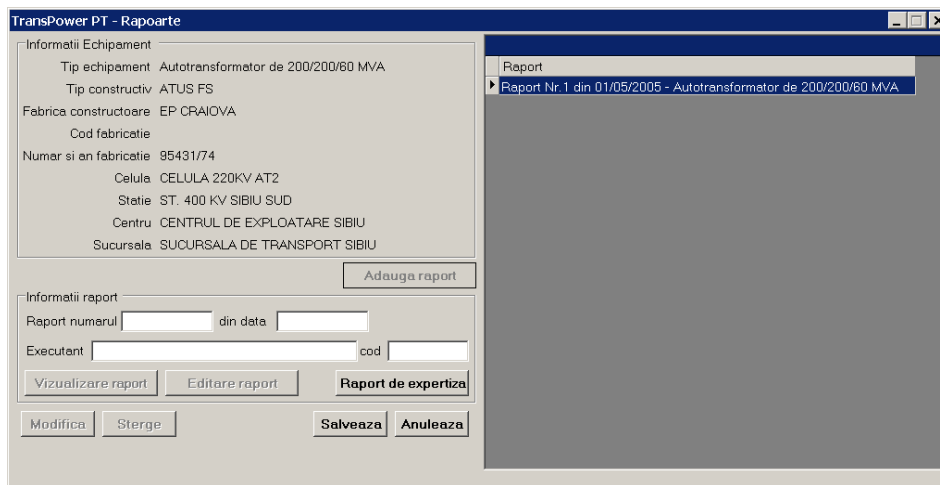 TransPower PT - Rapoarte
Informatii Echipament
Tip echipament Autotransformator de 200/200/60 MVA
Tip constructiv ATUS FS
Fabrica constructoare EP CRAIOVA
Cod fabricatie
Numar si an fabricatie 95431/74
Celula CELULA 220KV AT2
Statie ST. 400 KV SIBIU SUD
Centru CENTRUL DE EXPLOATARE SIBIU
Sucursala SUCURSALA DE TRANSPORT SIBIU
Adauga raport
Informatii raport
Raport numarul din data
Executant cod
Vizualizare raport Editare raport Raport de expertiza
Modifica Sterge Salveaza Anuleaza
Raport
Raport Nr.1 din 01/05/2005 - Autotransformator de 200/200/60 MVA